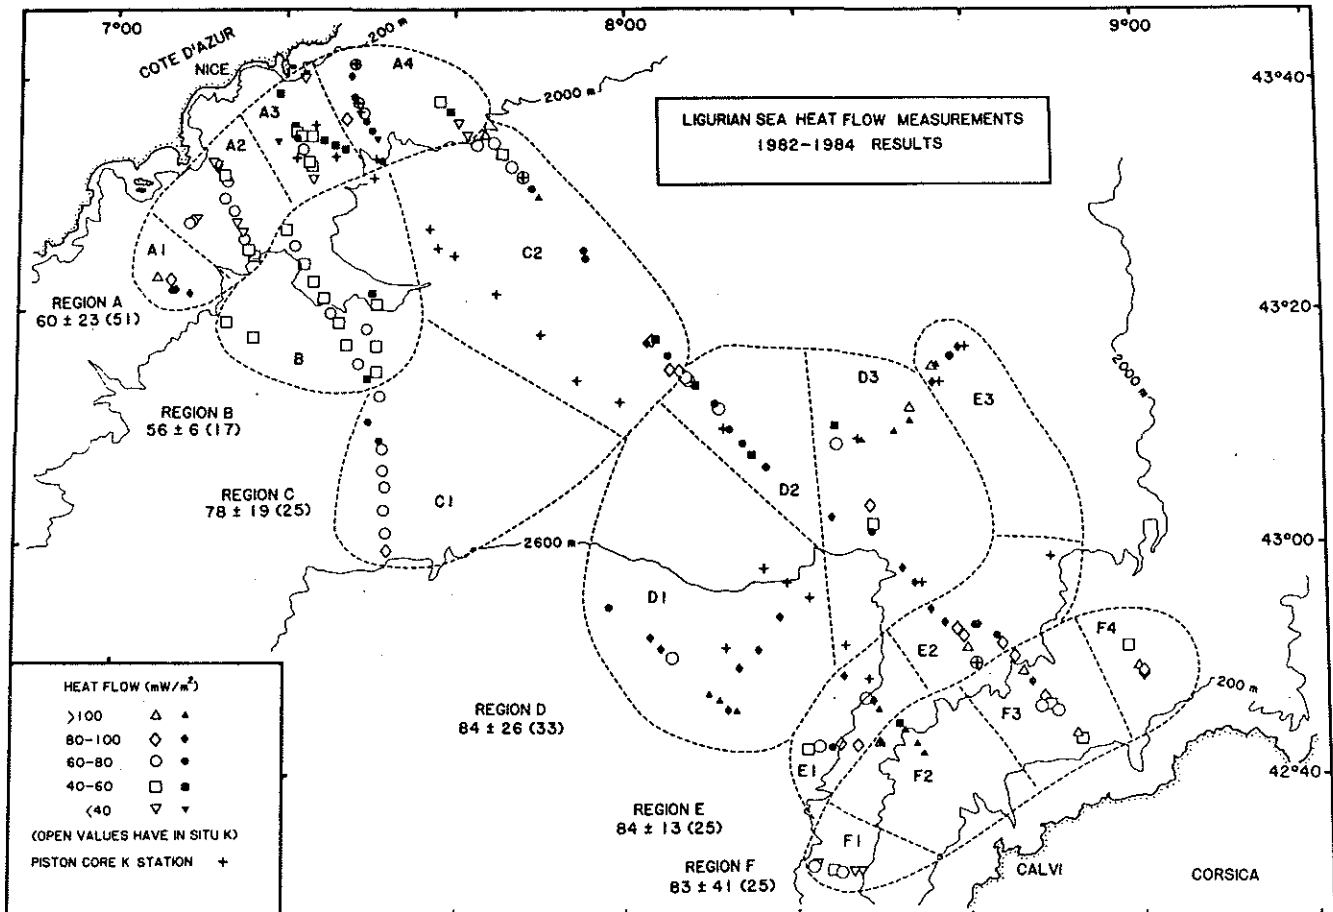 7°00
8°00
9°00
COTE D'AZUR
NICE
200 m
A4
2000 m
43°40
A3
A2
LIGURIAN SEA HEAT FLOW MEASUREMENTS
1982-1984 RESULTS
A1
C2
REGION A
60 ± 23 (51)
43°20
B
D3
E3
2000 m
REGION B
56 ± 6 (17)
REGION C
78 ± 19 (25)
C1
D2
2600 m
43°00
D1
E2
F4
200 m
HEAT FLOW (mW/m²)
>100
80-100
60-80
40-60
<40
(OPEN VALUES HAVE IN SITU K)
PISTON CORE K STATION +
REGION D
84 ± 26 (33)
F3
E1
F2
42°40
REGION E
84 ± 13 (25)
F1
REGION F
83 ± 41 (25)
CALVI
CORSICA